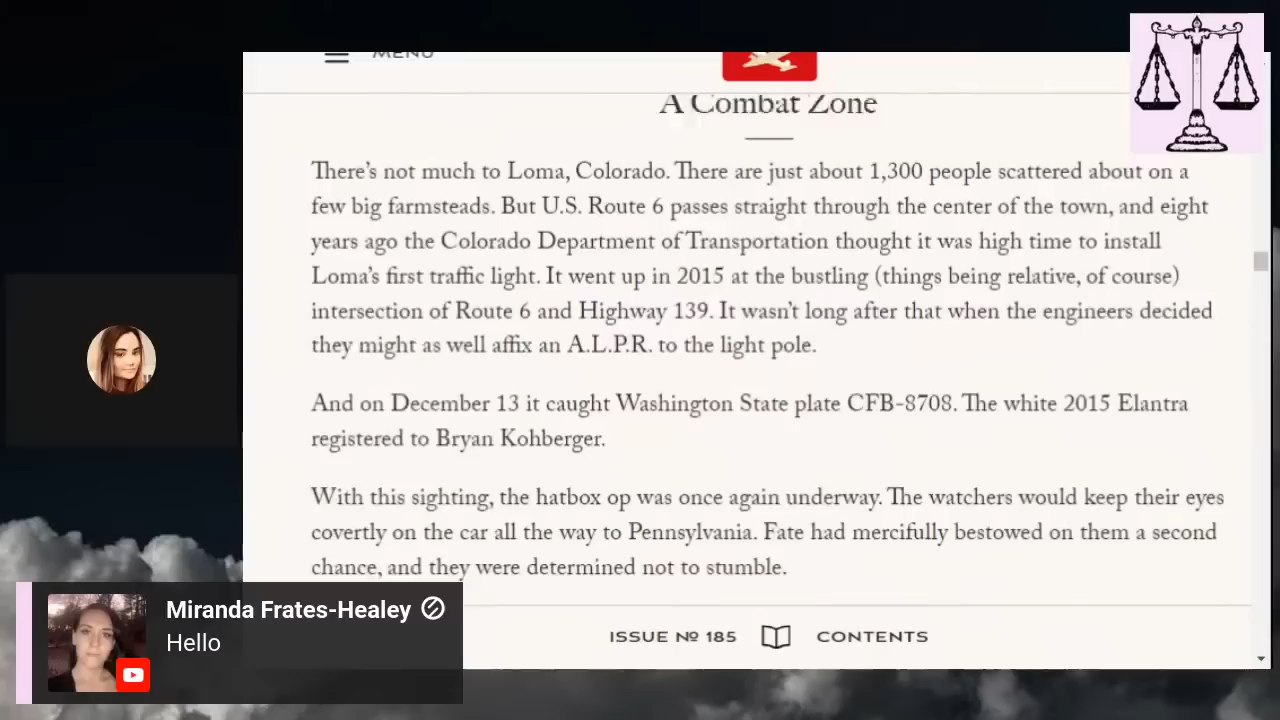 MENU
A Combat Zone
There's not much to Loma, Colorado. There are just about 1,300 people scattered about on a
few big farmsteads. But U.S. Route 6 passes straight through the center of the town, and eight
years ago the Colorado Department of Transportation thought it was high time to install
Loma's first traffic light. It went up in 2015 at the bustling (things being relative, of course)
intersection of Route 6 and Highway 139. It wasn't long after that when the engineers decided
they might as well affix an A.L.P.R. to the light pole.
And on December 13 it caught Washington State plate CFB-8708. The white 2015 Elantra
registered to Bryan Kohberger.
With this sighting, the hatbox op was once again underway. The watchers would keep their eyes
covertly on the car all the way to Pennsylvania. Fate had mercifully bestowed on them a second
chance, and they were determined not to stumble.
Miranda Frates-Healey
Hello
ISSUE Nº 185 CONTENTS